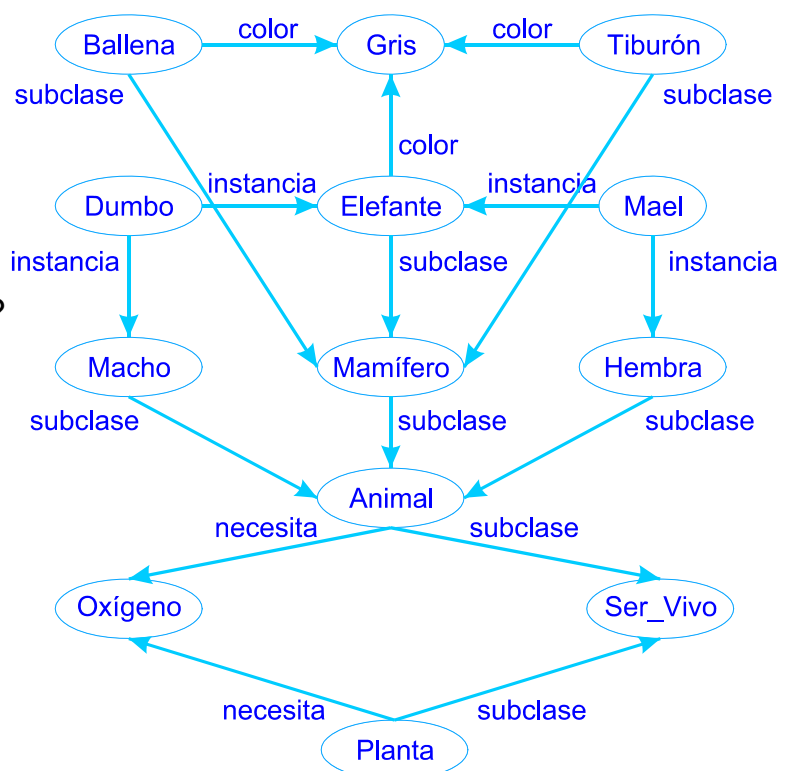 Ballena color Gris color Tiburón
subclase subclase
color
instancia instancia
Dumbo Elefante Mael
instancia subclase instancia
?
Macho Mamífero Hembra
subclase subclase subclase
Animal
necesita subclase
Oxígeno Ser_Vivo
necesita subclase
Planta